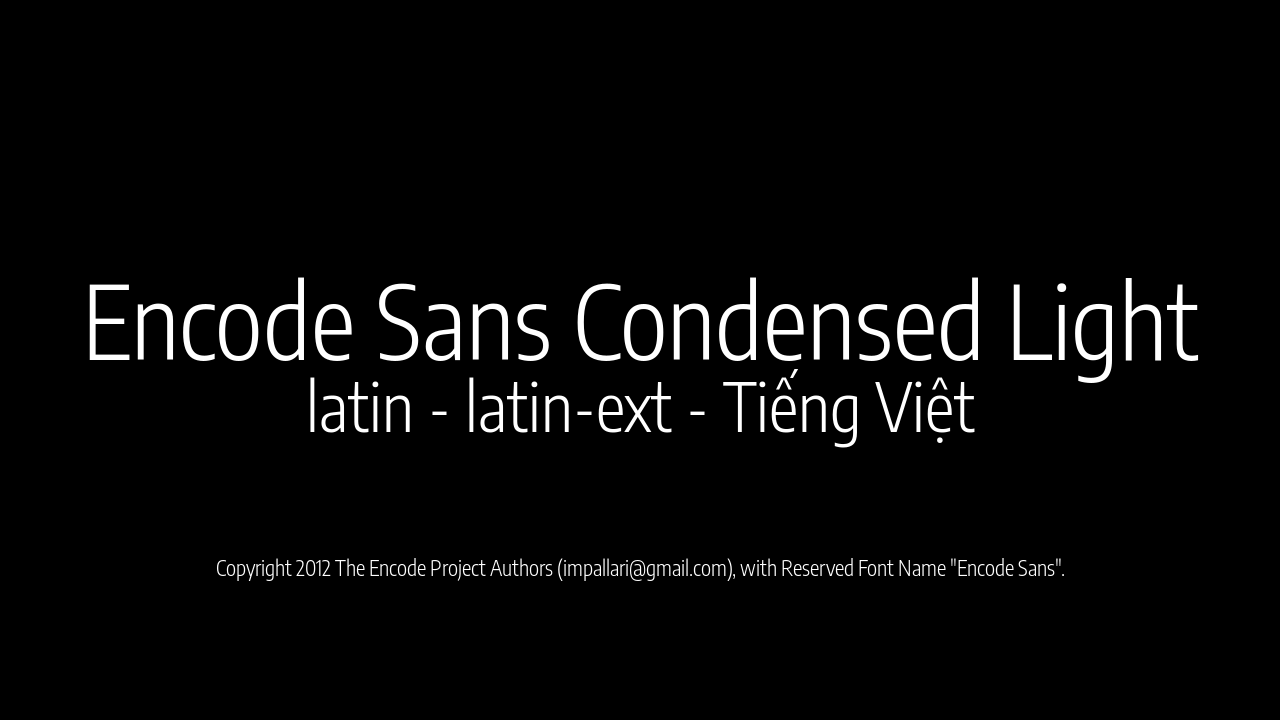 Encode Sans Condensed Light
latin - latin-ext - Tiếng Việt
Copyright 2012 The Encode Project Authors (impallari@gmail.com), with Reserved Font Name "Encode Sans".